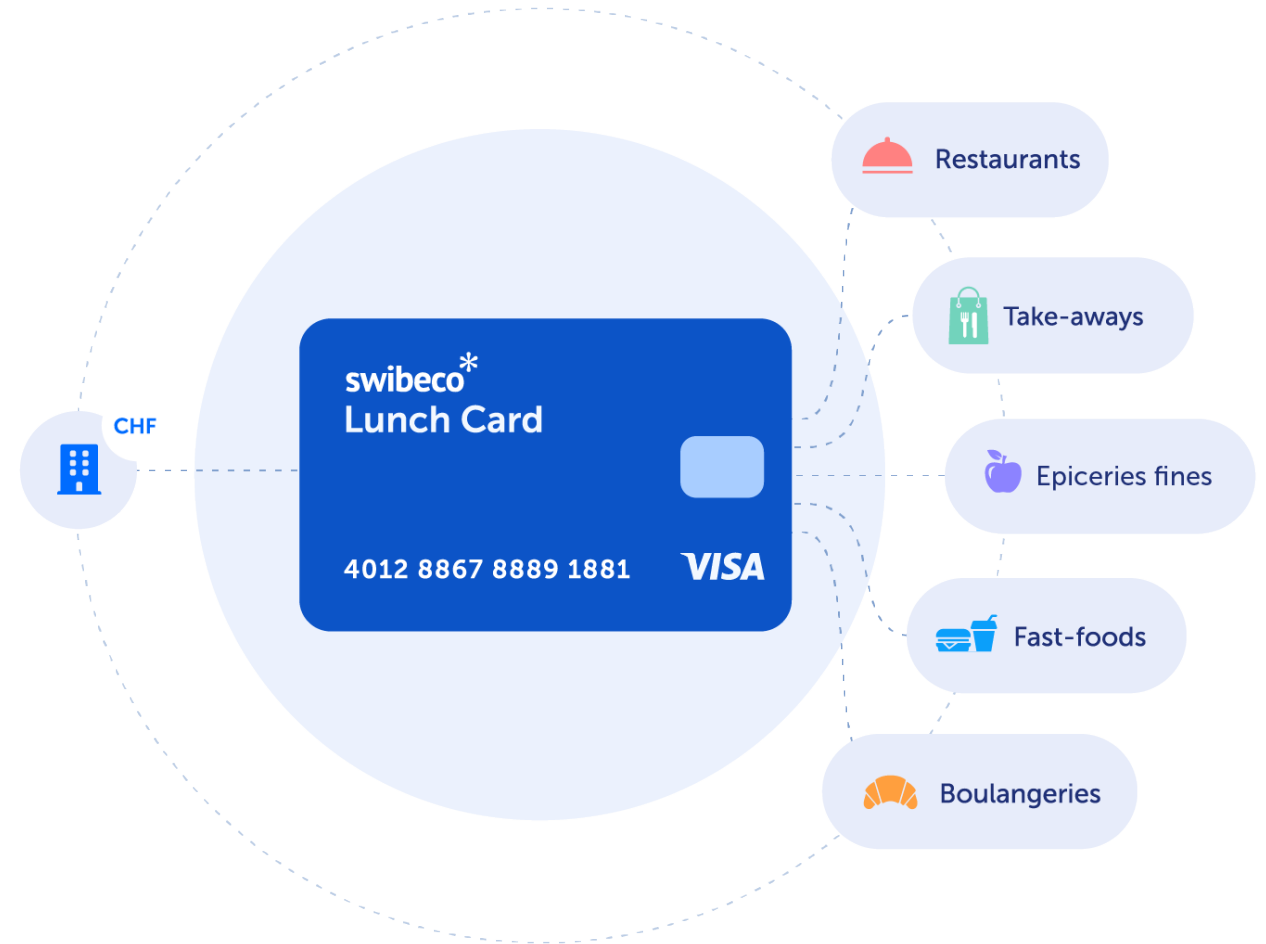 Restaurants
Take-aways
CHF
swibeco*
Lunch Card
Epiceries fines
4012 8867 8889 1881
VISA
Fast-foods
Boulangeries